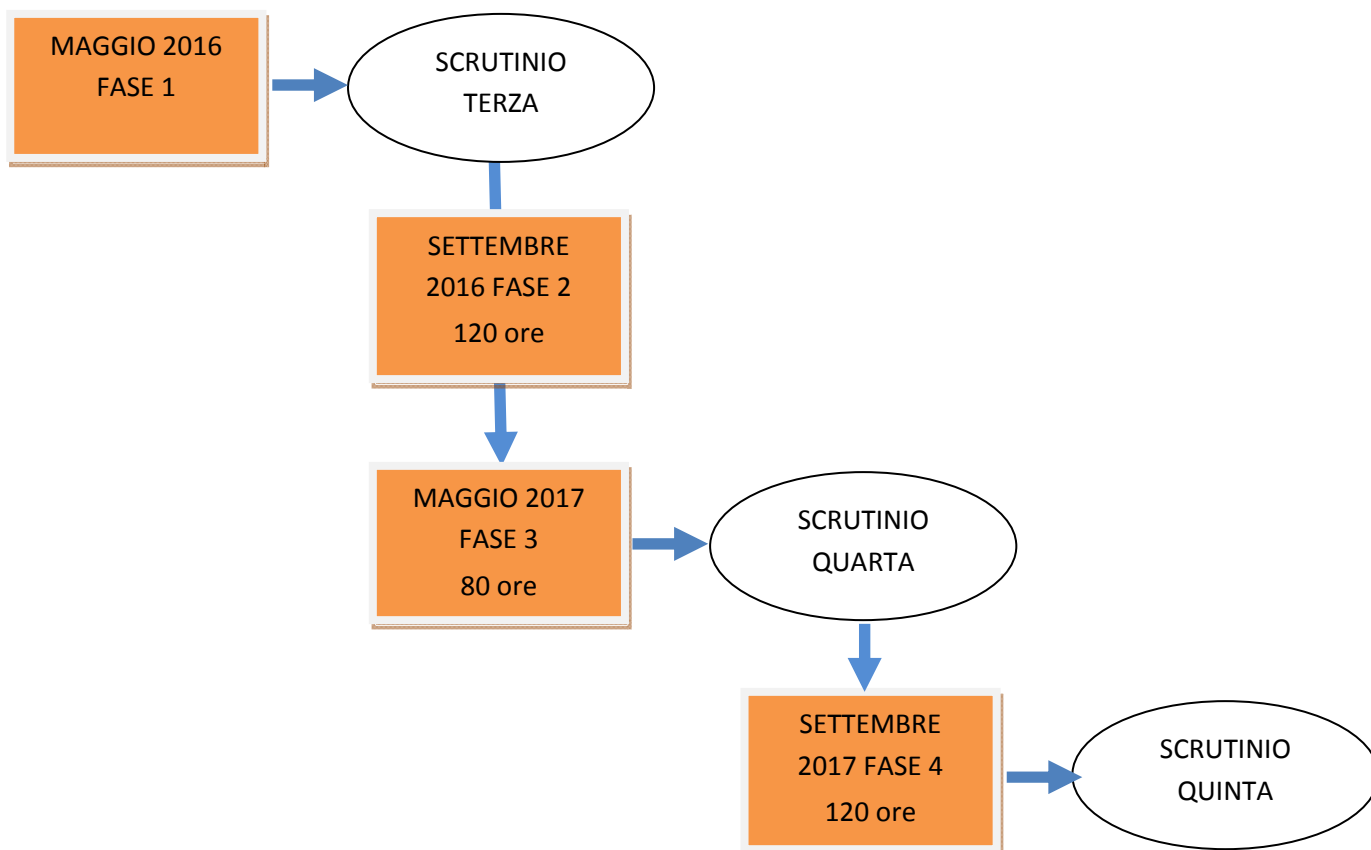 MAGGIO 2016
FASE 1
SCRUTINIO
TERZA
SETTEMBRE
2016 FASE 2
120 ore
MAGGIO 2017
FASE 3
80 ore
SCRUTINIO
QUARTA
SETTEMBRE
2017 FASE 4
120 ore
SCRUTINIO
QUINTA